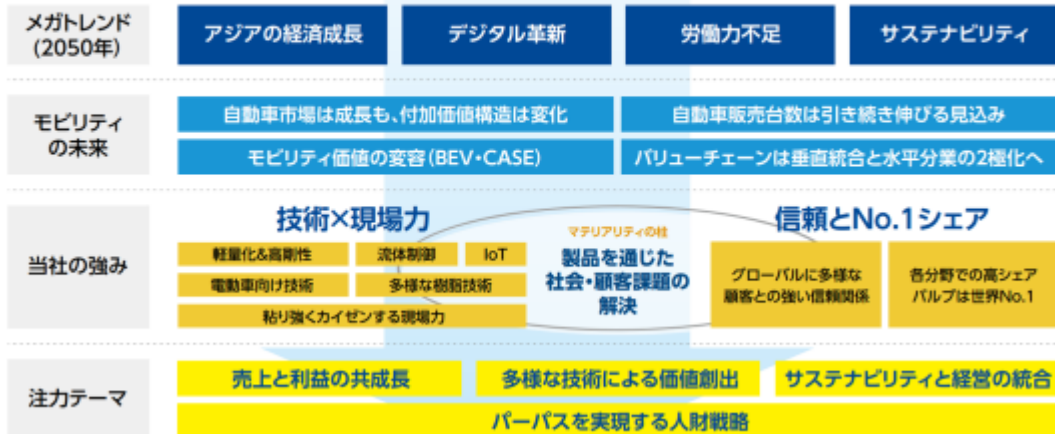 メガトレンド
(2050年)
アジアの経済成長
デジタル革新
労働力不足
サステナビリティ
モビリティ
の未来
自動車市場は成長も、付加価値構造は変化
自動車販売台数は引き続き伸びる見込み
モビリティ価値の変容(BEV・CASE)
バリューチェーンは垂直統合と水平分業の2極化へ
当社の強み
技術×現場力
軽量化&高剛性
流体制御
IoT
電動車向け技術
多様な樹脂技術
粘り強くカイゼンする現場力
マテリアリティの柱
製品を通じた
社会・顧客課題の
解決
信頼とNo.1シェア
グローバルに多様な
顧客との強い信頼関係
各分野での高シェア
バルブは世界No.1
注力テーマ
売上と利益の共成長
多様な技術による価値創出
サステナビリティと経営の統合
パーパスを実現する人財戦略